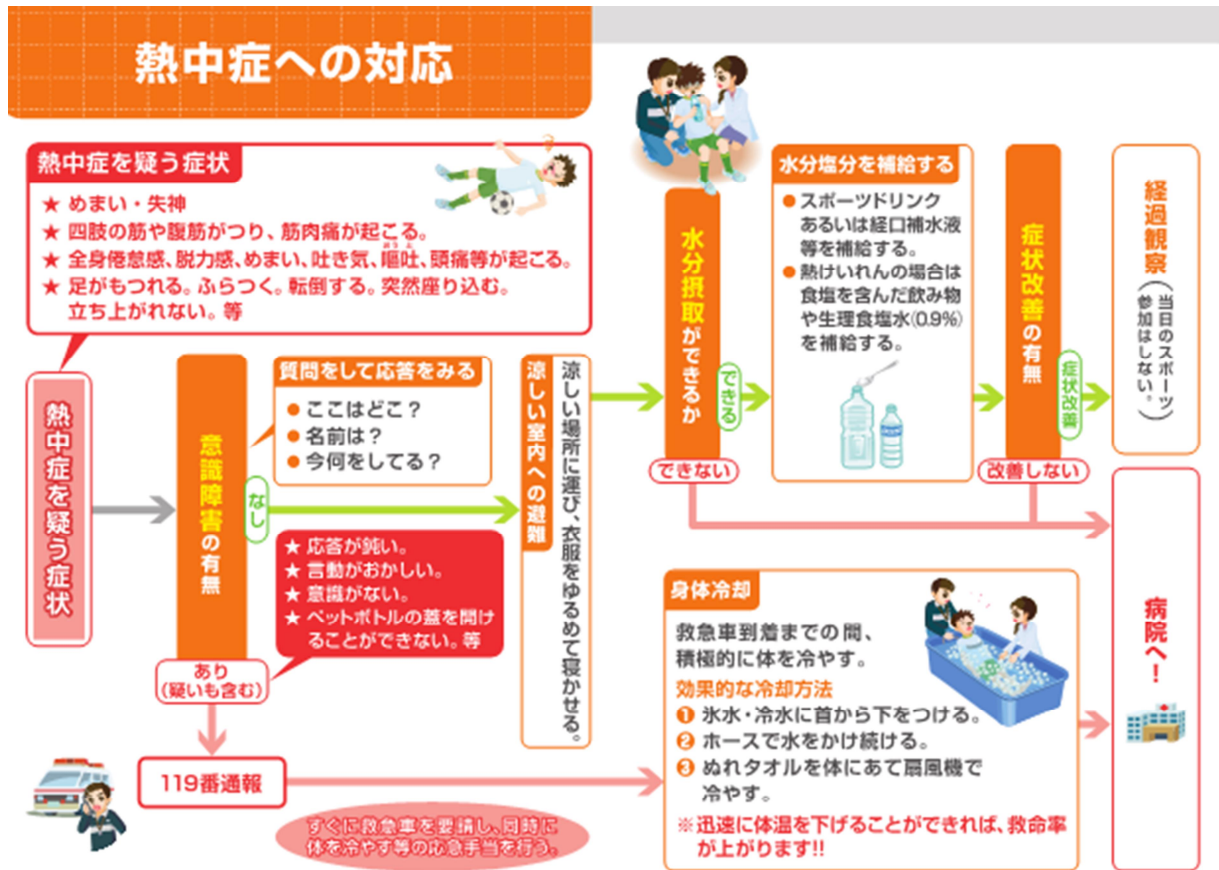 熱中症への対応
熱中症を疑う症状
★ めまい・失神
★ 四肢の筋や腹筋がつり、筋肉痛が起こる。
★ 全身倦怠感、脱力感、めまい、吐き気、嘔吐、頭痛等が起こる。
おう と
★ 足がもつれる。ふらつく。転倒する。突然座り込む。
立ち上がれない。等
熱中症を疑う症状
意識障害の有無
質問をして応答をみる
● ここはどこ？
● 名前は？
● 今何をしてる？
なし
★ 応答が鈍い。
★ 言動がおかしい。
★ 意識がない。
★ ペットボトルの蓋を開け
ることができない。等
あり
(疑いも含む)
119番通報
すぐに救急車を要請し、同時に
体を冷やす等の応急手当を行う。
涼しい室内への避難
涼しい場所に運び、衣服をゆるめて寝かせる。
水分摂取ができるか
できる
できない
水分塩分を補給する
● スポーツドリンク
あるいは経口補水液
等を補給する。
● 熱けいれんの場合は
食塩を含んだ飲み物
や生理食塩水(0.9%)
を補給する。
症状改善の有無
症状改善
改善しない
経過観察
(当日のスポーツ
参加はしない。)
身体冷却
救急車到着までの間、
積極的に体を冷やす。
効果的な冷却方法
❶ 氷水・冷水に首から下をつける。
❷ ホースで水をかけ続ける。
❸ ぬれタオルを体にあて扇風機で
冷やす。
※迅速に体温を下げることができれば、救命率
が上がります!!
病院へ！